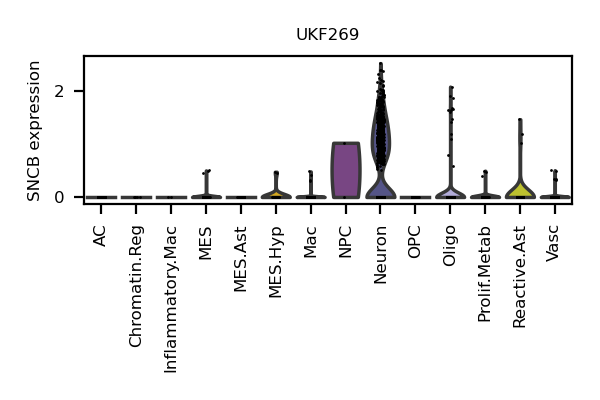 UKF269
SNCB expression
2
0
AC
Chromatin.Reg
Inflammatory.Mac
MES
MES.Ast
MES.Hyp
Mac
NPC
Neuron
OPC
Oligo
Prolif.Metab
Reactive.Ast
Vasc